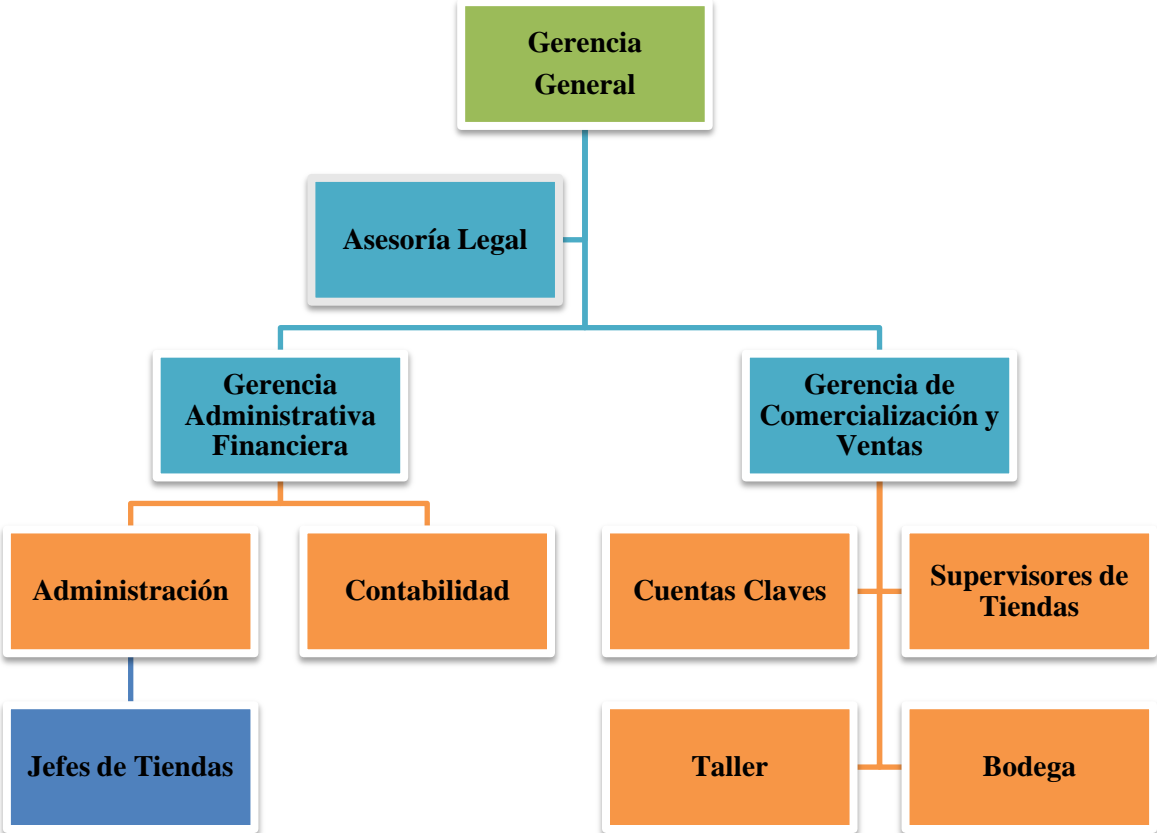 Gerencia
General
Asesoría Legal
Gerencia
Administrativa
Financiera
Gerencia de
Comercialización y
Ventas
Administración
Contabilidad
Cuentas Claves
Supervisores de
Tiendas
Jefes de Tiendas
Taller
Bodega